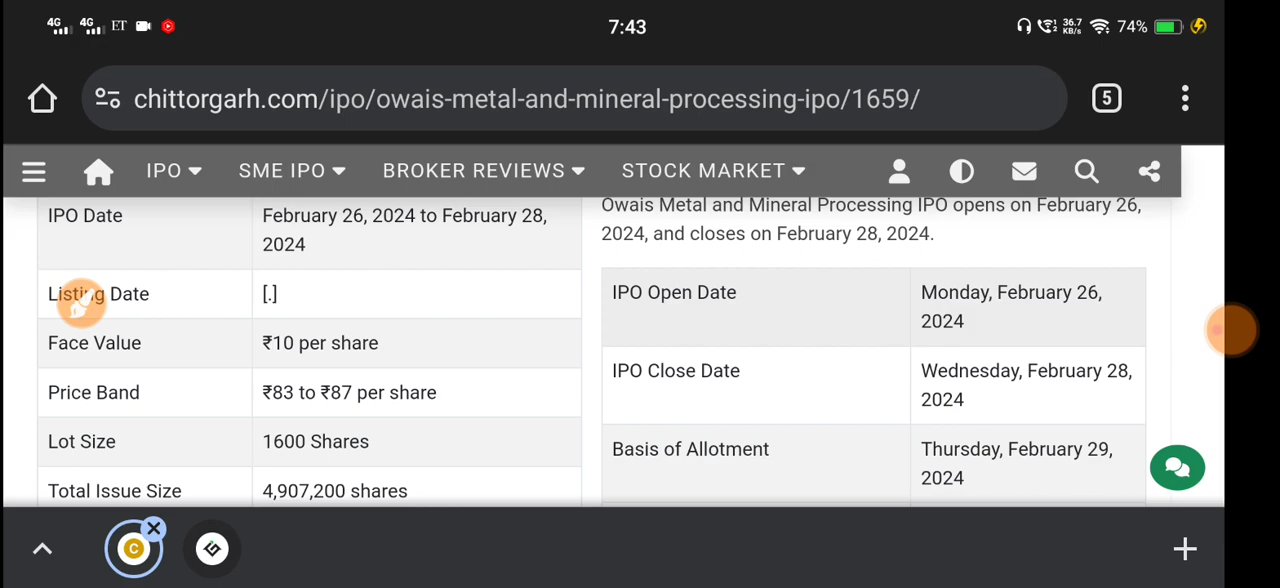 4G 4G ET 7:43 36.7 KB/s 74%
chittorgarh.com/ipo/owais-metal-and-mineral-processing-ipo/1659/ 5
IPO SME IPO BROKER REVIEWS STOCK MARKET
IPO Date February 26, 2024 to February 28,
2024
Listing Date [.]
Face Value ₹10 per share
Price Band ₹83 to ₹87 per share
Lot Size 1600 Shares
Total Issue Size 4,907,200 shares
Owais Metal and Mineral Processing IPO opens on February 26,
2024, and closes on February 28, 2024.
IPO Open Date Monday, February 26,
2024
IPO Close Date Wednesday, February 28,
2024
Basis of Allotment Thursday, February 29,
2024
C